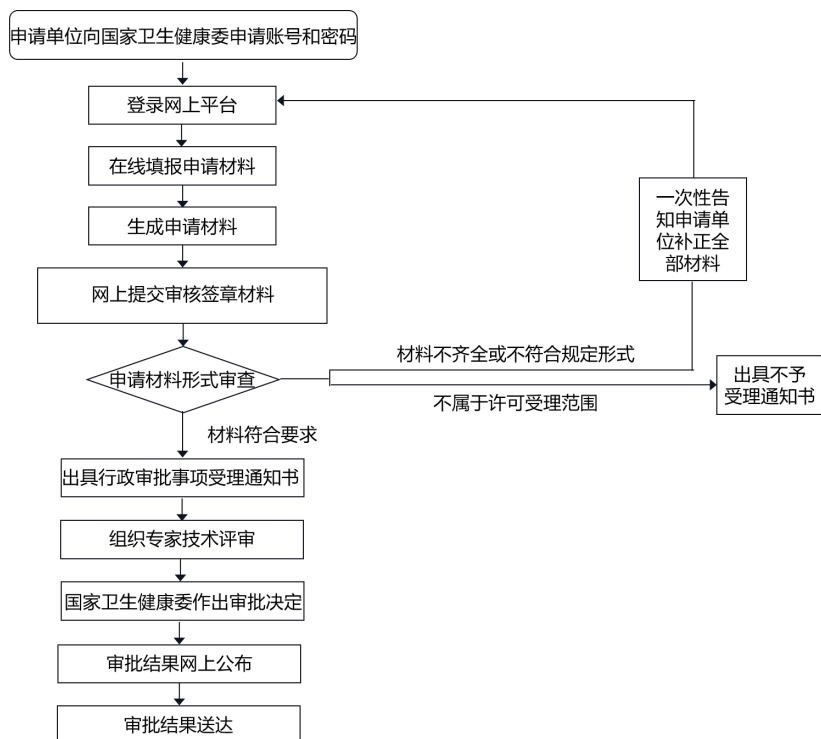 申请单位向国家卫生健康委申请账号和密码
登录网上平台
在线填报申请材料
生成申请材料
网上提交审核签章材料
一次性告
知申请单
位补正全
部材料
申请材料形式审查
材料不齐全或不符合规定形式
不属于许可受理范围
出具不予
受理通知书
材料符合要求
出具行政审批事项受理通知书
组织专家技术评审
国家卫生健康委作出审批决定
审批结果网上公布
审批结果送达